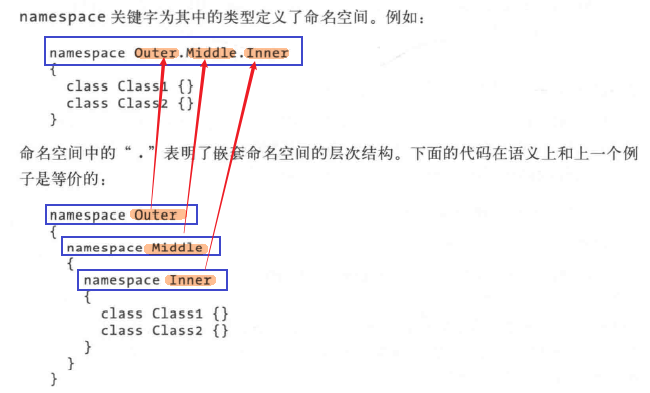 namespace 关键字为其中的类型定义了命名空间。例如：
namespace Outer.Middle.Inner
{
class Class1 {}
class Class2 {}
}
命名空间中的“.”表明了嵌套命名空间的层次结构。下面的代码在语义上和上一个例
子是等价的：
namespace Outer
{
namespace Middle
{
namespace Inner
{
class Class1 {}
class Class2 {}
}
}
}